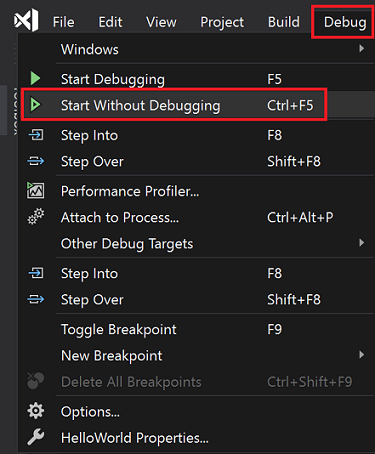 File Edit View Project Build Debug
Windows
Start Debugging F5
Start Without Debugging Ctrl+F5
Step Into F8
Step Over Shift+F8
Performance Profiler...
Attach to Process... Ctrl+Alt+P
Other Debug Targets
Step Into F8
Step Over Shift+F8
Toggle Breakpoint F9
New Breakpoint
Delete All Breakpoints Ctrl+Shift+F9
Options...
HelloWorld Properties...